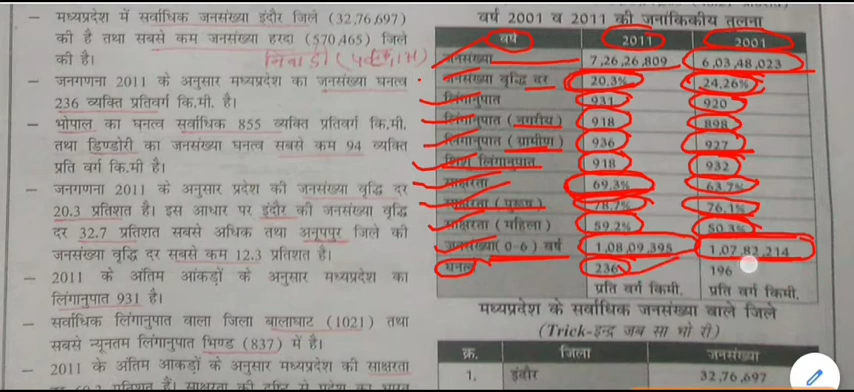 – मध्यप्रदेश में सर्वाधिक जनसंख्या इंदौर जिले (32,76,697)
की है तथा सबसे कम जनसंख्या हरदा (570,465) जिले
की है।
– जनगणना 2011 के अनुसार मध्यप्रदेश का जनसंख्या घनत्व
236 व्यक्ति प्रतिवर्ग कि.मी. है।
– भोपाल का घनत्व सर्वाधिक 855 व्यक्ति प्रतिवर्ग कि.मी.
तथा डिण्डोरी का जनसंख्या घनत्व सबसे कम 94 व्यक्ति
प्रति वर्ग कि.मी है।
– जनगणना 2011 के अनुसार प्रदेश की जनसंख्या वृद्धि दर
20.3 प्रतिशत है। इस आधार पर इंदौर की जनसंख्या वृद्धि
दर 32.7 प्रतिशत सबसे अधिक तथा अनूपपुर जिले की
जनसंख्या वृद्धि दर सबसे कम 12.3 प्रतिशत है।
– 2011 के अंतिम आंकड़ों के अनुसार मध्यप्रदेश का
लिंगानुपात 931 है।
– सर्वाधिक लिंगानुपात वाला जिला बालाघाट (1021) तथा
सबसे न्यूनतम लिंगानुपात भिण्ड (837) में है।
– 2011 के अंतिम आकड़ों के अनुसार मध्यप्रदेश की साक्षरता
वर्ष 2001 व 2011 की जनांकिकीय तुलना
वर्ष 2011 2001
जनसंख्या 7,26,26,809 6,03,48,023
जनसंख्या वृद्धि दर 20.3% 24.26%
लिंगानुपात 931 920
लिंगानुपात (नगरीय) 918 898
लिंगानुपात (ग्रामीण) 936 927
शिशु लिंगानुपात 918 932
साक्षरता 69.3% 63.7%
साक्षरता (पुरूष) 78.7% 76.1%
साक्षरता (महिला) 59.2% 50.3%
जनसंख्या (0-6) वर्ष 1,08,09,395 1,07,82,214
घनत्व 236 196
प्रति वर्ग किमी. प्रति वर्ग किमी.
मध्यप्रदेश के सर्वाधिक जनसंख्या वाले जिले
(Trick-इन्द्र जब सा भो री)
क्र. जिला जनसंख्या
1. इंदौर 32,76,697